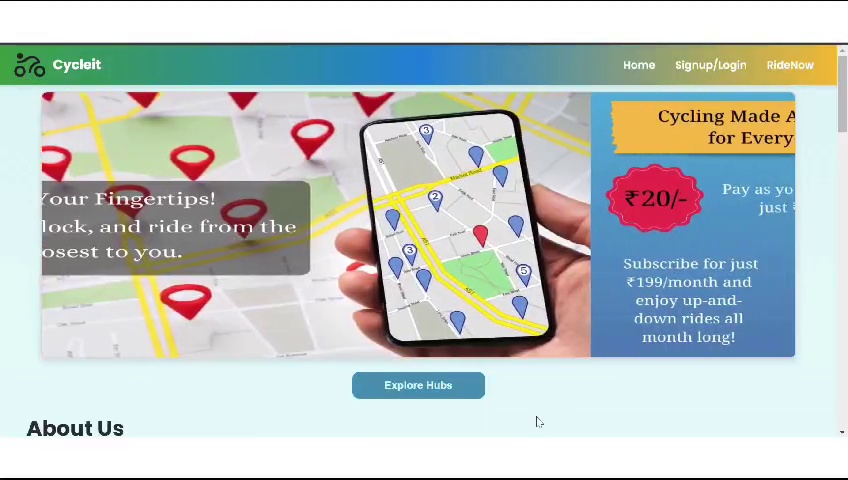 Cycleit
Home
Signup/Login
RideNow
Your Fingertips!
lock, and ride from the
osest to you.
3
2
3
5
Cycling Made A
for Every
₹20/-
Pay as yo
just
Subscribe for just
₹199/month and
enjoy up-and-
down rides all
month long!
Explore Hubs
About Us